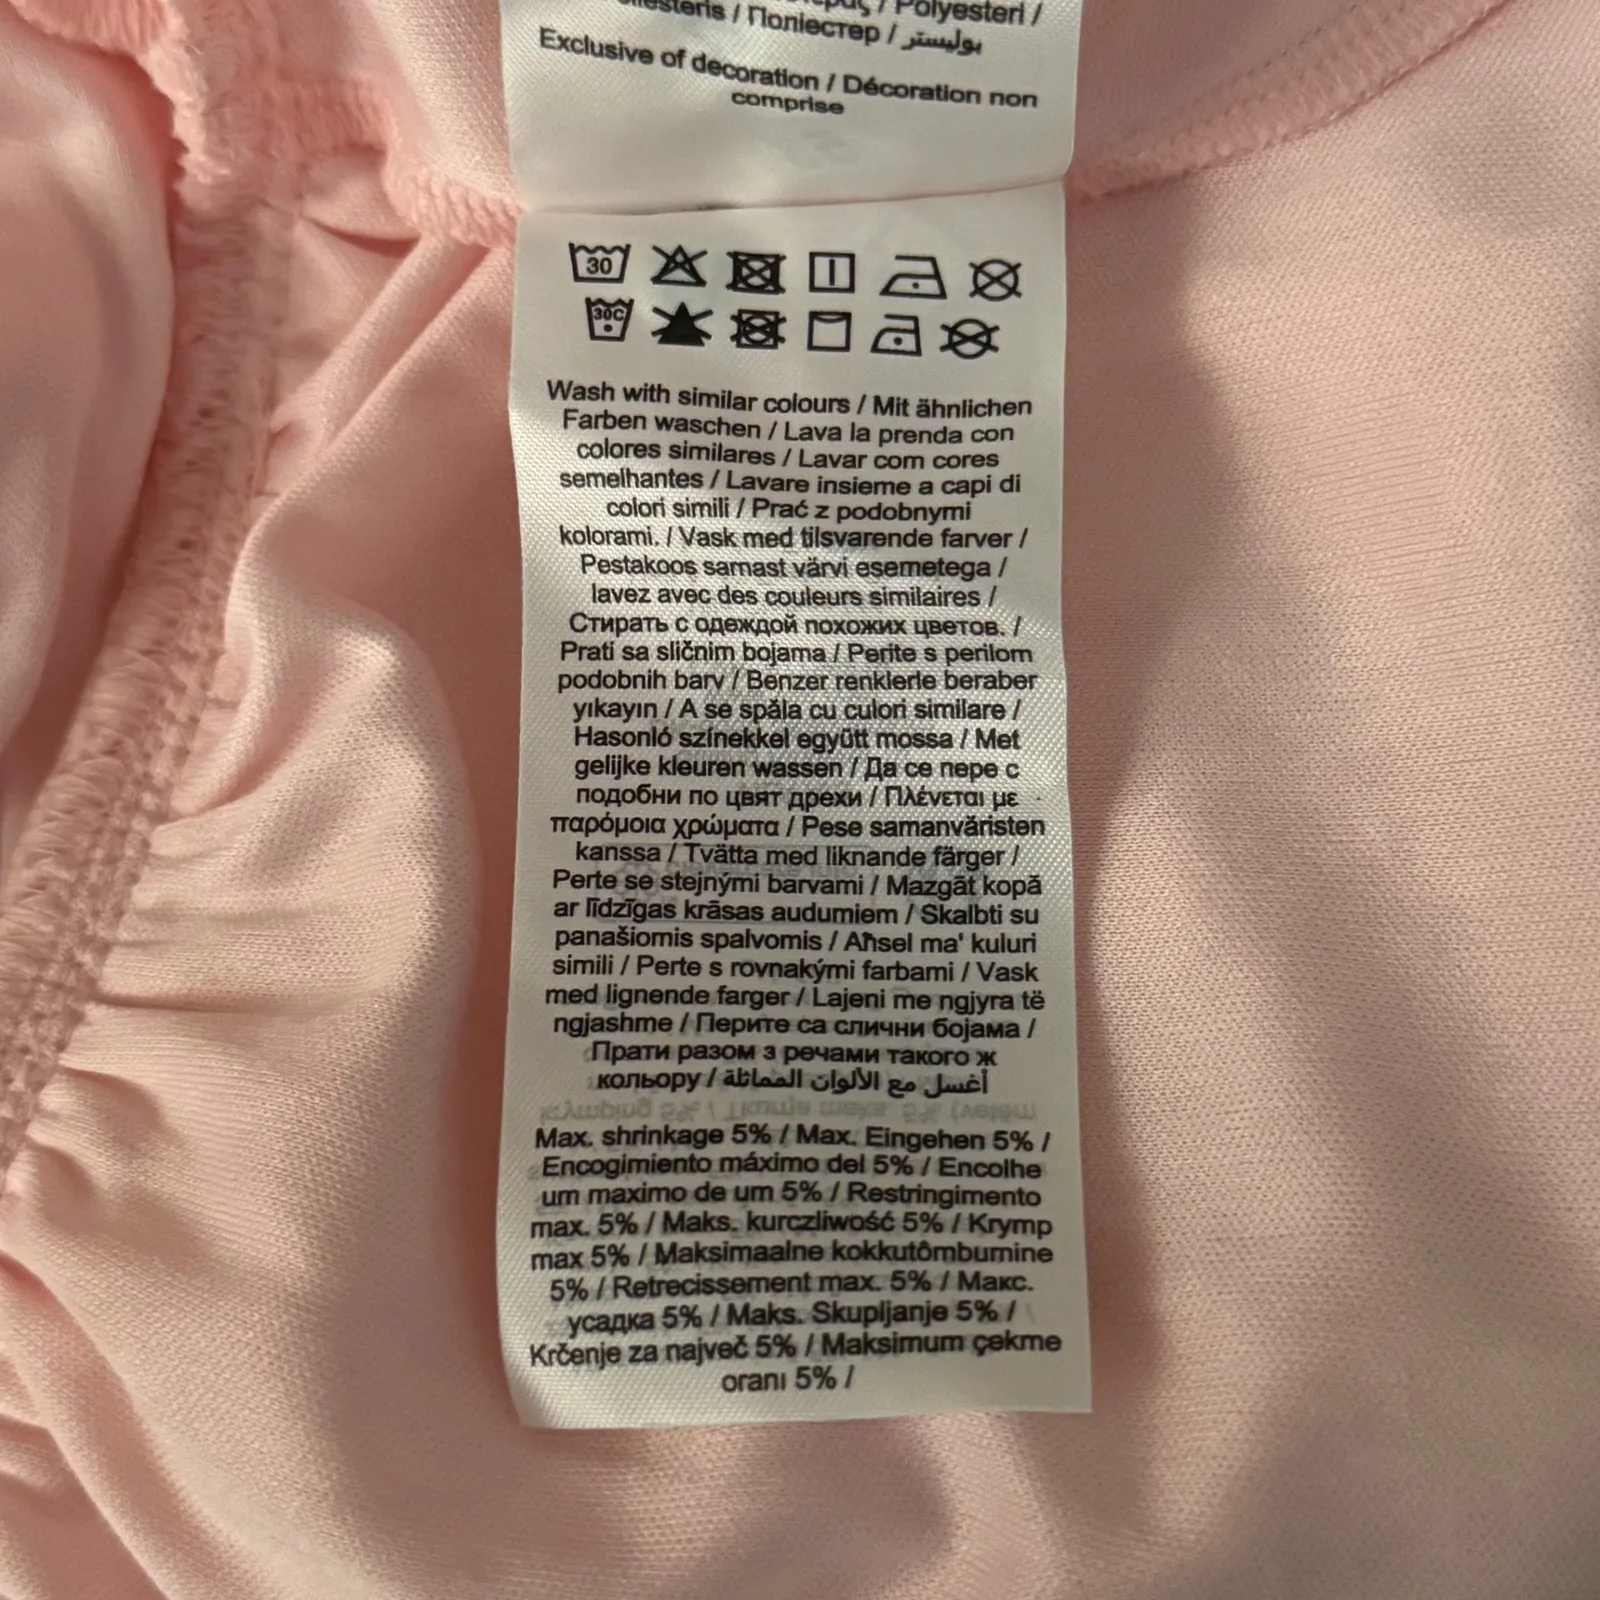 Polyesteri /
/ Поліестер / بوليستر
Exclusive of decoration / Décoration non
comprise
30
30C
Wash with similar colours / Mit ähnlichen
Farben waschen / Lava la prenda con
colores similares / Lavar com cores
semelhantes / Lavare insieme a capi di
colori simili / Prać z podobnymi
kolorami. / Vask med tilsvarende farver /
Pestakoos samast värvi esemetega /
lavez avec des couleurs similaires /
Стирать с одеждой похожих цветов. /
Prati sa sličnim bojama / Perite s perilom
podobnih barv / Benzer renklerle beraber
yıkayın / A se spăla cu culori similare /
Hasonló színekkel együtt mossa / Met
gelijke kleuren wassen / Да се пере с
подобни по цвят дрехи / Πλένεται με
παρόμοια χρώματα / Pese samanväristen
kanssa / Tvätta med liknande färger /
Perte se stejnými barvami / Mazgāt kopā
ar līdzīgas krāsas audumiem / Skalbti su
panašiomis spalvomis / Aħsel ma' kuluri
simili / Perte s rovnakými farbami / Vask
med lignende farger / Lajeni me ngjyra të
ngjashme / Перите са слични бојама /
Прати разом з речами такого ж
кольору / أغسل مع الألوان المماثلة
Max. shrinkage 5% / Max. Eingehen 5% /
Encogimiento máximo del 5% / Encolhe
um maximo de um 5% / Restringimento
max. 5% / Maks. kurczliwość 5% / Krymp
max 5% / Maksimaalne kokkutõmbumine
5% / Retrecissement max. 5% / Макс.
усадка 5% / Maks. Skupljanje 5% /
Krčenje za največ 5% / Maksimum çekme
oranı 5% /